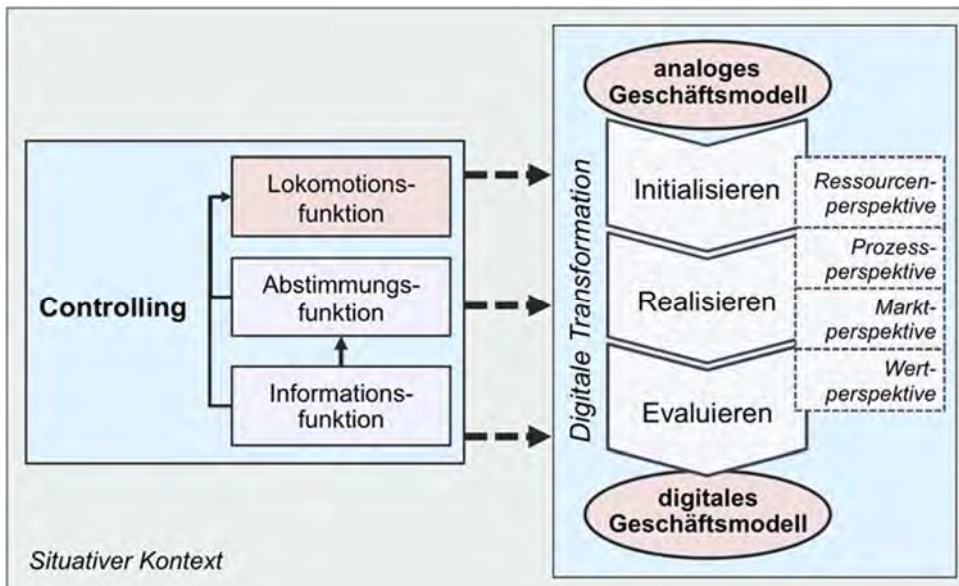 Controlling
Lokomotions-
funktion
Abstimmungs-
funktion
Informations-
funktion
Situativer Kontext
Digitale Transformation
analoges
Geschäftsmodell
Initialisieren
Realisieren
Evaluieren
digitales
Geschäftsmodell
Ressourcen-
perspektive
Prozess-
perspektive
Markt-
perspektive
Wert-
perspektive